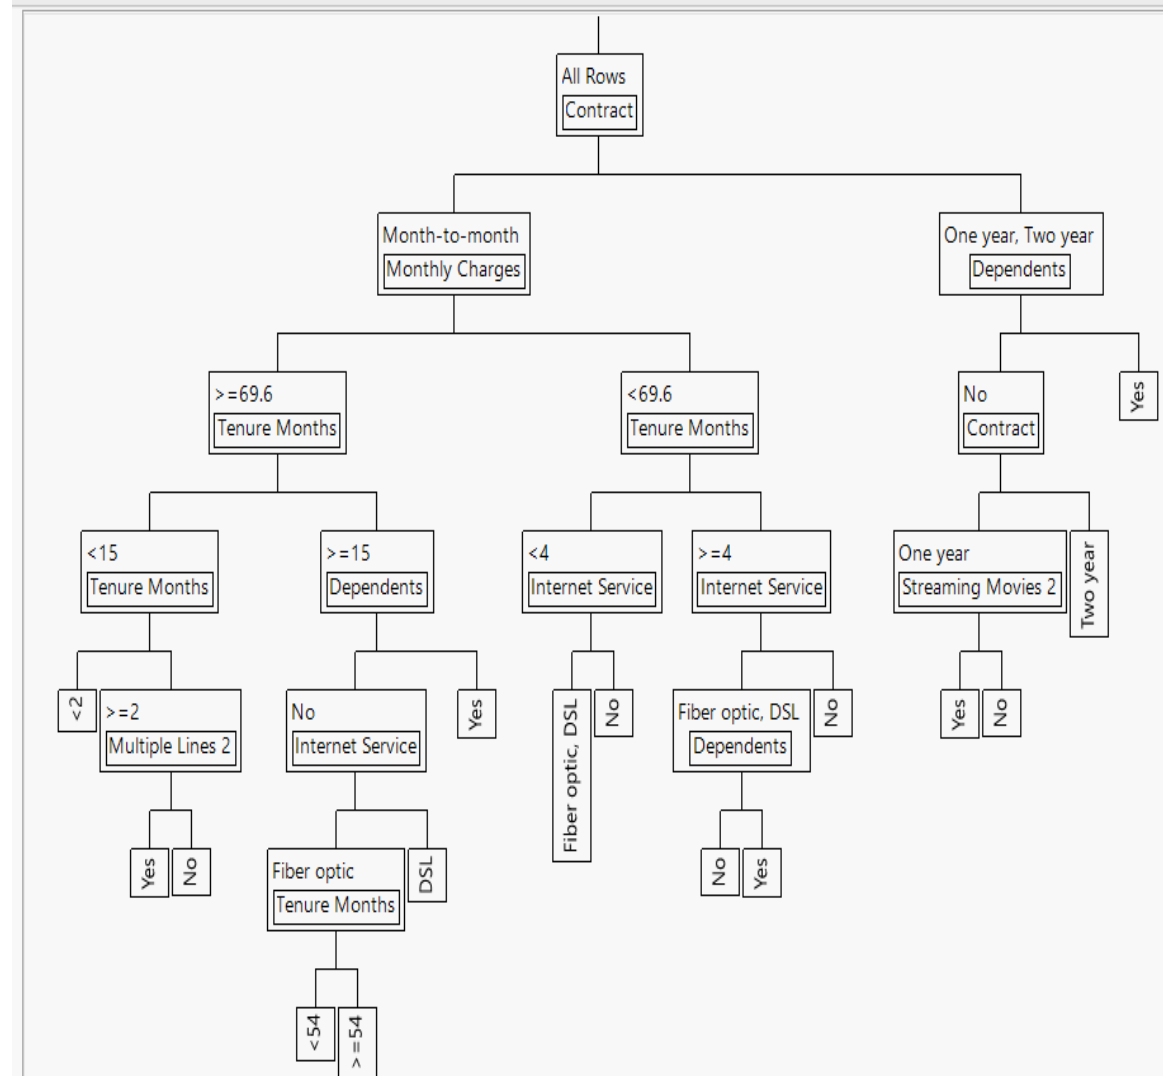 All Rows
Contract
Month-to-month
Monthly Charges
One year, Two year
Dependents
>=69.6
Tenure Months
<69.6
Tenure Months
No
Contract
Yes
<15
Tenure Months
>=15
Dependents
<4
Internet Service
>=4
Internet Service
One year
Streaming Movies 2
Two year
<2
>=2
Multiple Lines 2
No
Internet Service
Yes
Fiber optic, DSL
No
Fiber optic, DSL
Dependents
No
Yes
No
Yes
No
Fiber optic
Tenure Months
DSL
No
Yes
<54
>=54